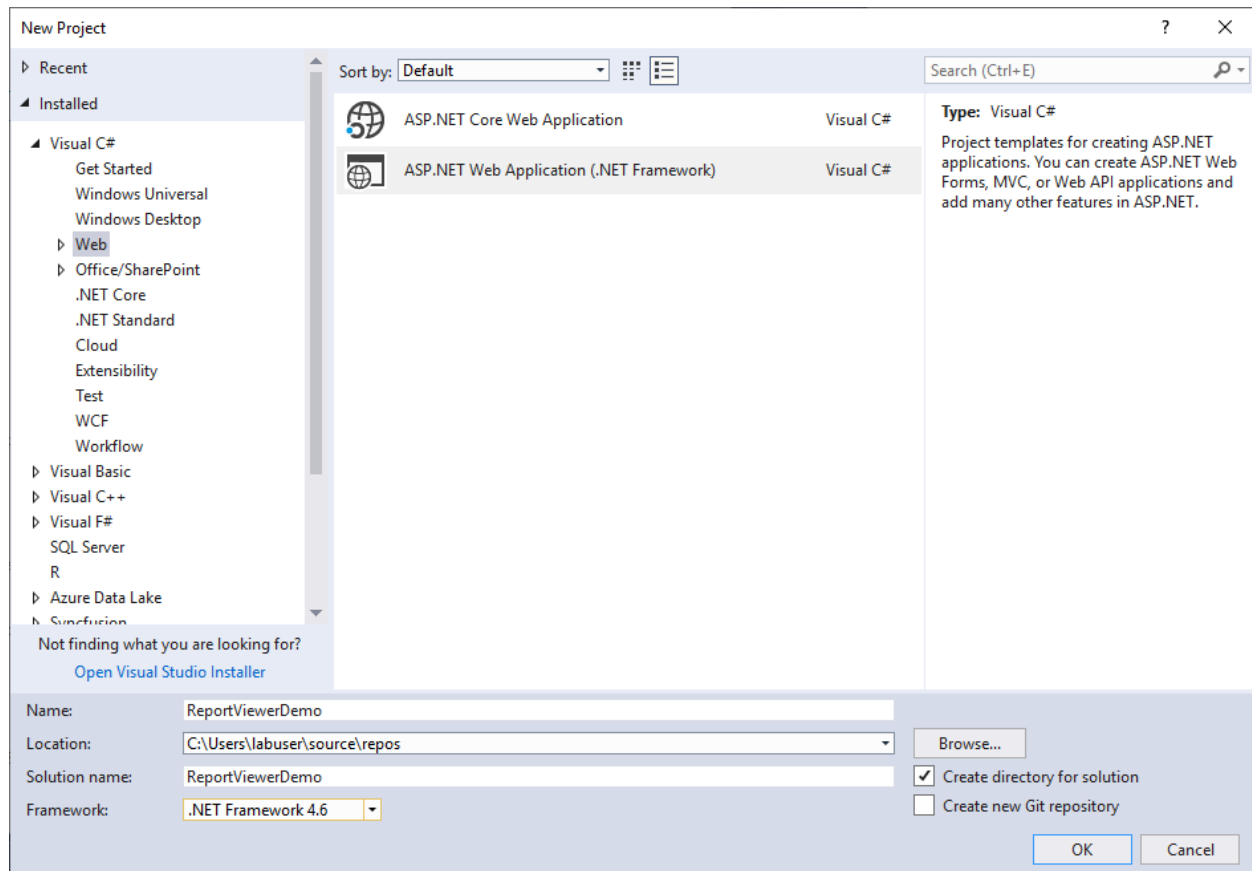 New Project
?
Recent
Installed
Visual C#
Get Started
Windows Universal
Windows Desktop
Web
Office/SharePoint
.NET Core
.NET Standard
Cloud
Extensibility
Test
WCF
Workflow
Visual Basic
Visual C++
Visual F#
SQL Server
R
Azure Data Lake
Syncfusion
Not finding what you are looking for?
Open Visual Studio Installer
Sort by: Default
ASP.NET Core Web Application Visual C#
ASP.NET Web Application (.NET Framework) Visual C#
Search (Ctrl+E)
Type: Visual C#
Project templates for creating ASP.NET
applications. You can create ASP.NET Web
Forms, MVC, or Web API applications and
add many other features in ASP.NET.
Name: ReportViewerDemo
Location: C:\Users\labuser\source\repos
Browse...
Solution name: ReportViewerDemo
Create directory for solution
Framework: .NET Framework 4.6
Create new Git repository
OK
Cancel